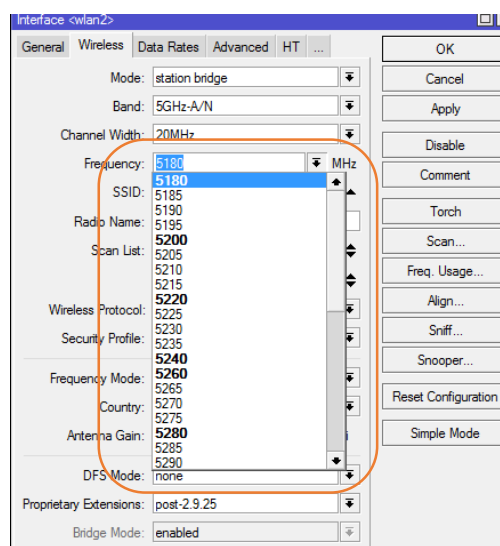 Interface <wlan2>
General Wireless Data Rates Advanced HT ...
Mode: station bridge
Band: 5GHz-A/N
Channel Width: 20MHz
Frequency: 5180 MHz
SSID:
Radio Name:
Scan List:
Wireless Protocol:
Security Profile:
Frequency Mode:
Country:
Antenna Gain:
DFS Mode: none
Proprietary Extensions: post-2.9.25
Bridge Mode: enabled
5180
5185
5190
5195
5200
5205
5210
5215
5220
5225
5230
5235
5240
5260
5265
5270
5275
5280
5285
5290
OK
Cancel
Apply
Disable
Comment
Torch
Scan...
Freq. Usage...
Align...
Sniff...
Snooper...
Reset Configuration
Simple Mode